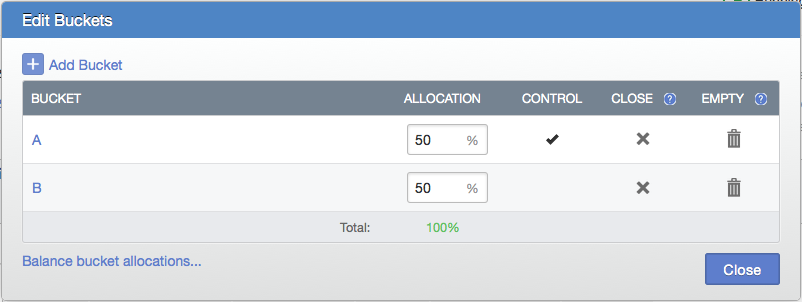 Edit Buckets
+ Add Bucket
BUCKET ALLOCATION CONTROL CLOSE ? EMPTY ?
A 50 %
B 50 %
Total: 100%
Balance bucket allocations...
Close